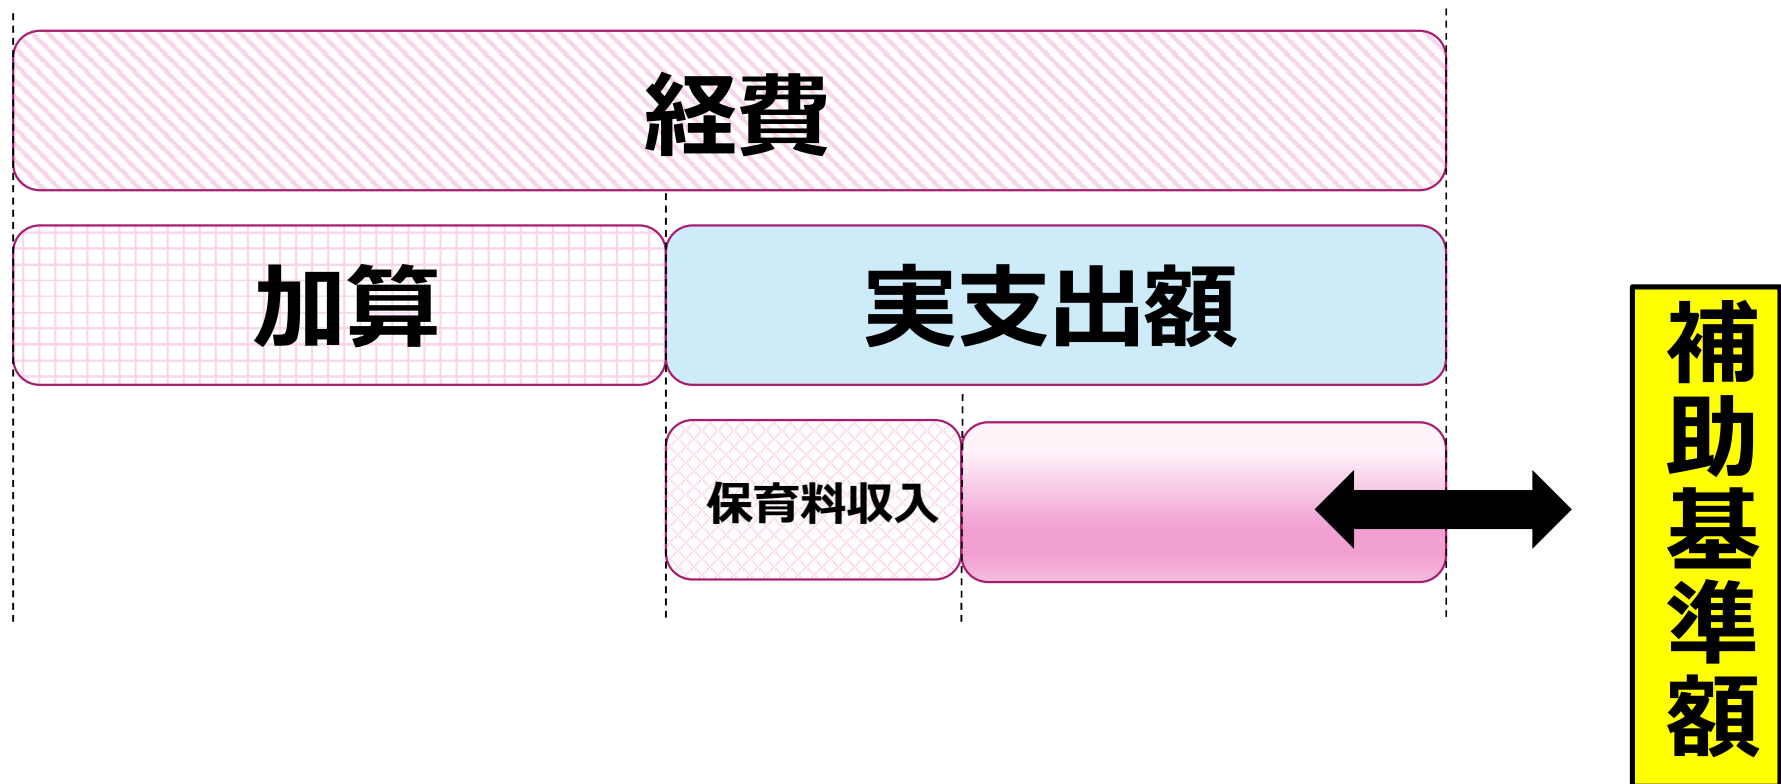 経費
加算
実支出額
保育料収入
補助基準額